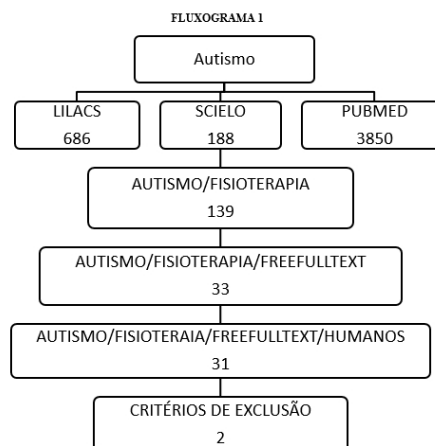 FLUXOGRAMA 1
Autismo
LILACS
686
SCIELO
188
PUBMED
3850
AUTISMO/FISIOTERAPIA
139
AUTISMO/FISIOTERAPIA/FREEFULLTEXT
33
AUTISMO/FISIOTERAIA/FREEFULLTEXT/HUMANOS
31
CRITÉRIOS DE EXCLUSÃO
2